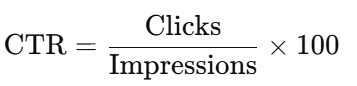 CTR = Clicks / Impressions × 100